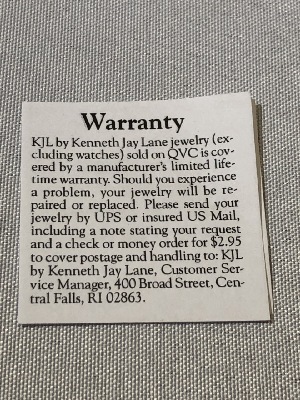 Warranty
KJL by Kenneth Jay Lane jewelry (ex-
cluding watches) sold on QVC is cov-
ered by a manufacturer's limited life-
time warranty. Should you experience
a problem, your jewelry will be re-
paired or replaced. Please send your
jewelry by UPS or insured US Mail,
including a note stating your request
and a check or money order for $2.95
to cover postage and handling to: KJL
by Kenneth Jay Lane, Customer Ser-
vice Manager, 400 Broad Street, Cen-
tral Falls, RI 02863.